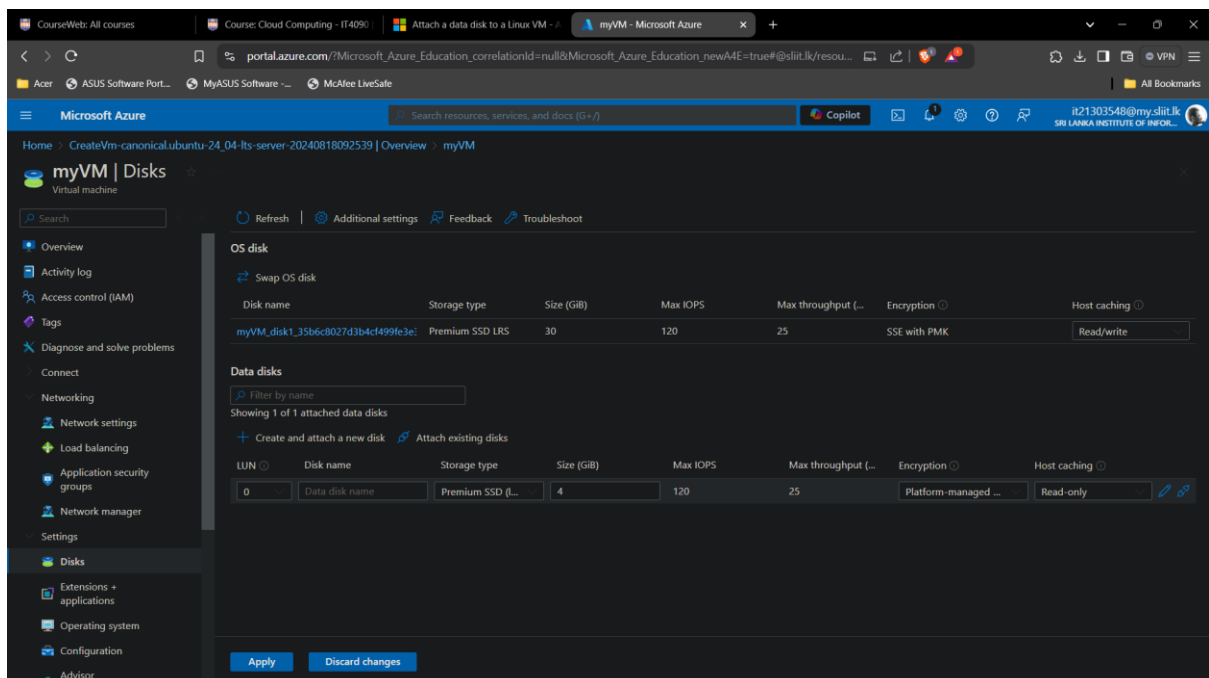 CourseWeb: All courses
Course: Cloud Computing - IT4090 |
Attach a data disk to a Linux VM - A
myVM - Microsoft Azure
portal.azure.com/?Microsoft_Azure_Education_correlationId=null&Microsoft_Azure_Education_newA4E=true#@sliit.lk/resou...
VPN
Acer
ASUS Software Port...
MyASUS Software -...
McAfee LiveSafe
All Bookmarks
Microsoft Azure
Search resources, services, and docs (G+/)
Copilot
1
it21303548@my.sliit.lk
SRI LANKA INSTITUTE OF INFOR...
Home > CreateVm-canonical.ubuntu-24_04-lts-server-20240818092539 | Overview > myVM
myVM | Disks
Virtual machine
Search
Refresh
Additional settings
Feedback
Troubleshoot
Overview
Activity log
Access control (IAM)
Tags
Diagnose and solve problems
Connect
Networking
Network settings
Load balancing
Application security
groups
Network manager
Settings
Disks
Extensions +
applications
Operating system
Configuration
Advisor
OS disk
Swap OS disk
Disk name Storage type Size (GiB) Max IOPS Max throughput (... Encryption Host caching
myVM_disk1_35b6c8027d3b4cf499fe3e Premium SSD LRS 30 120 25 SSE with PMK Read/write
Data disks
Filter by name
Showing 1 of 1 attached data disks
Create and attach a new disk
Attach existing disks
LUN Disk name Storage type Size (GiB) Max IOPS Max throughput (... Encryption Host caching
0 Data disk name Premium SSD (l... 4 120 25 Platform-managed ... Read-only
Apply
Discard changes